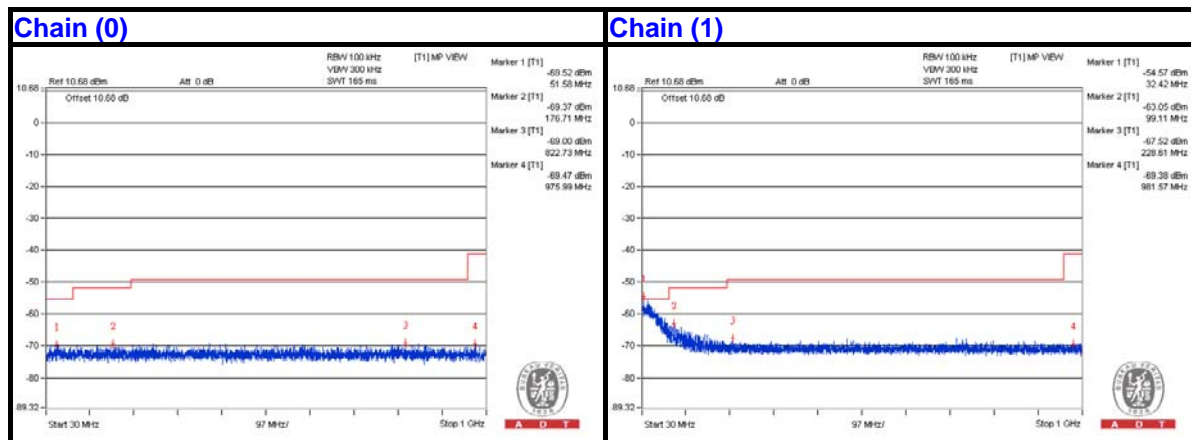 Chain (0)
RBW 100 kHz [T1] MP VIEW
VBW 300 kHz
Ref 10.68 dBm Att 0 dB SWT 165 ms
Marker 1 [T1]
-69.52 dBm
51.58 MHz
Marker 2 [T1]
-69.37 dBm
176.71 MHz
Marker 3 [T1]
-69.00 dBm
822.73 MHz
Marker 4 [T1]
-69.47 dBm
975.99 MHz
10.68
Offset 10.68 dB
0
-10
-20
-30
-40
-50
-60
1 2 3 4
-70
-80
89.32
Start 30 MHz 97 MHz/ Stop 1 GHz
BUREAU VERITAS
1828
A D T
Chain (1)
RBW 100 kHz [T1] MP VIEW
VBW 300 kHz
Ref 10.68 dBm Att 0 dB SWT 165 ms
Marker 1 [T1]
-54.57 dBm
32.42 MHz
Marker 2 [T1]
-63.05 dBm
99.11 MHz
Marker 3 [T1]
-67.52 dBm
228.61 MHz
Marker 4 [T1]
-69.38 dBm
981.57 MHz
10.68
Offset 10.68 dB
0
-10
-20
-30
-40
-50
1
2
-60
3 4
-70
-80
89.32
Start 30 MHz 97 MHz/ Stop 1 GHz
BUREAU VERITAS
1828
A D T